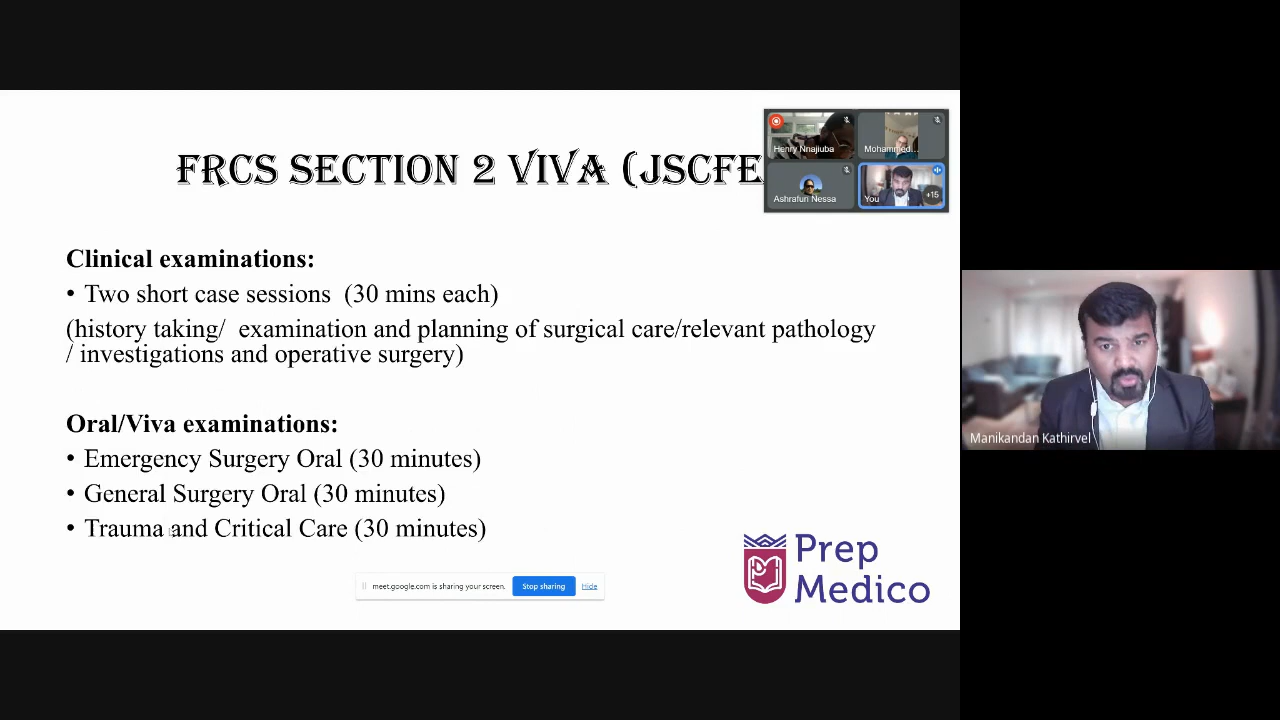 FRCS SECTION 2 VIVA (JSCFE
Henry Nnajiuba
Mohammed...
Ashrafun Nessa
You
+15
Clinical examinations:
• Two short case sessions (30 mins each)
(history taking/ examination and planning of surgical care/relevant pathology
/ investigations and operative surgery)
Oral/Viva examinations:
• Emergency Surgery Oral (30 minutes)
• General Surgery Oral (30 minutes)
• Trauma and Critical Care (30 minutes)
meet.google.com is sharing your screen.
Stop sharing
Hide
Prep
Medico
Manikandan Kathirvel